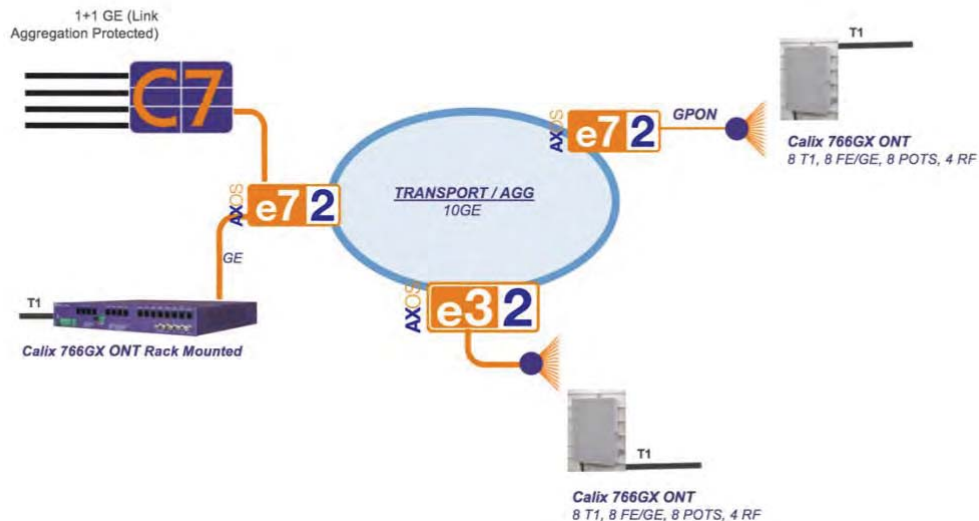 1+1 GE (Link
Aggregation Protected)
C7
T1
Calix 766GX ONT
8 T1, 8 FE/GE, 8 POTS, 4 RF
AXOS e7 2
GPON
TRANSPORT / AGG
10GE
AXOS e7 2
GE
T1
Calix 766GX ONT Rack Mounted
AXOS e3 2
T1
Calix 766GX ONT
8 T1, 8 FE/GE, 8 POTS, 4 RF